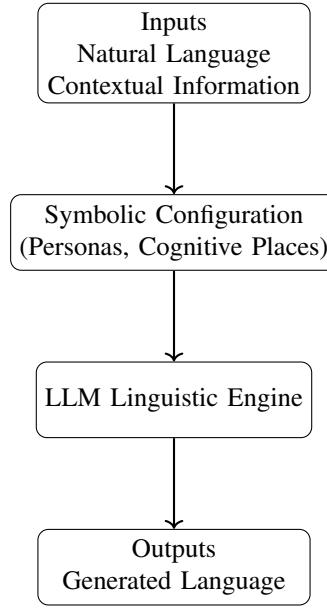 Inputs
Natural Language
Contextual Information
Symbolic Configuration
(Personas, Cognitive Places)
LLM Linguistic Engine
Outputs
Generated Language